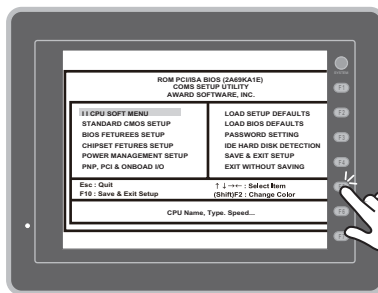 SYSTEM
ROM PCI/ISA BIOS (2A69KA1E)
COMS SETUP UTILITY
AWARD SOFTWARE, INC.
I I CPU SOFT MENU
STANDARD CMOS SETUP
BIOS FETUREES SETUP
CHIPSET FETURES SETUP
POWER MANAGEMENT SETUP
PNP, PCI & ONBOAD I/O
LOAD SETUP DEFAULTS
LOAD BIOS DEFAULTS
PASSWORD SETTING
IDE HARD DISK DETECTION
SAVE & EXIT SETUP
EXIT WITHOUT SAVING
Esc : Quit
F10 : Save & Exit Setup
↑ ↓ → ← : Select Item
(Shift)F2 : Change Color
CPU Name, Type. Speed...
F1
F2
F3
F4
F6